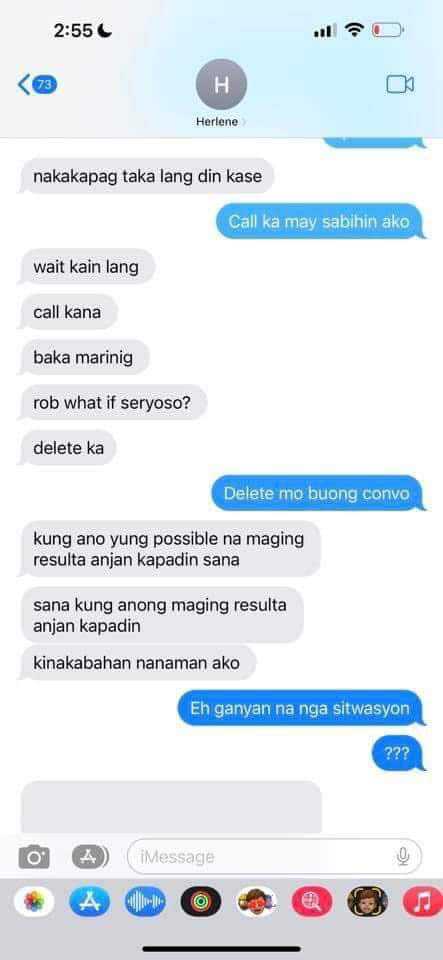 2:55
73
H
Herlene
nakakapag taka lang din kase
Call ka may sabihin ako
wait kain lang
call kana
baka marinig
rob what if seryoso?
delete ka
Delete mo buong convo
kung ano yung possible na maging
resulta anjan kapadin sana
sana kung anong maging resulta
anjan kapadin
kinakabahan nanaman ako
Eh ganyan na nga sitwasyon
???
iMessage